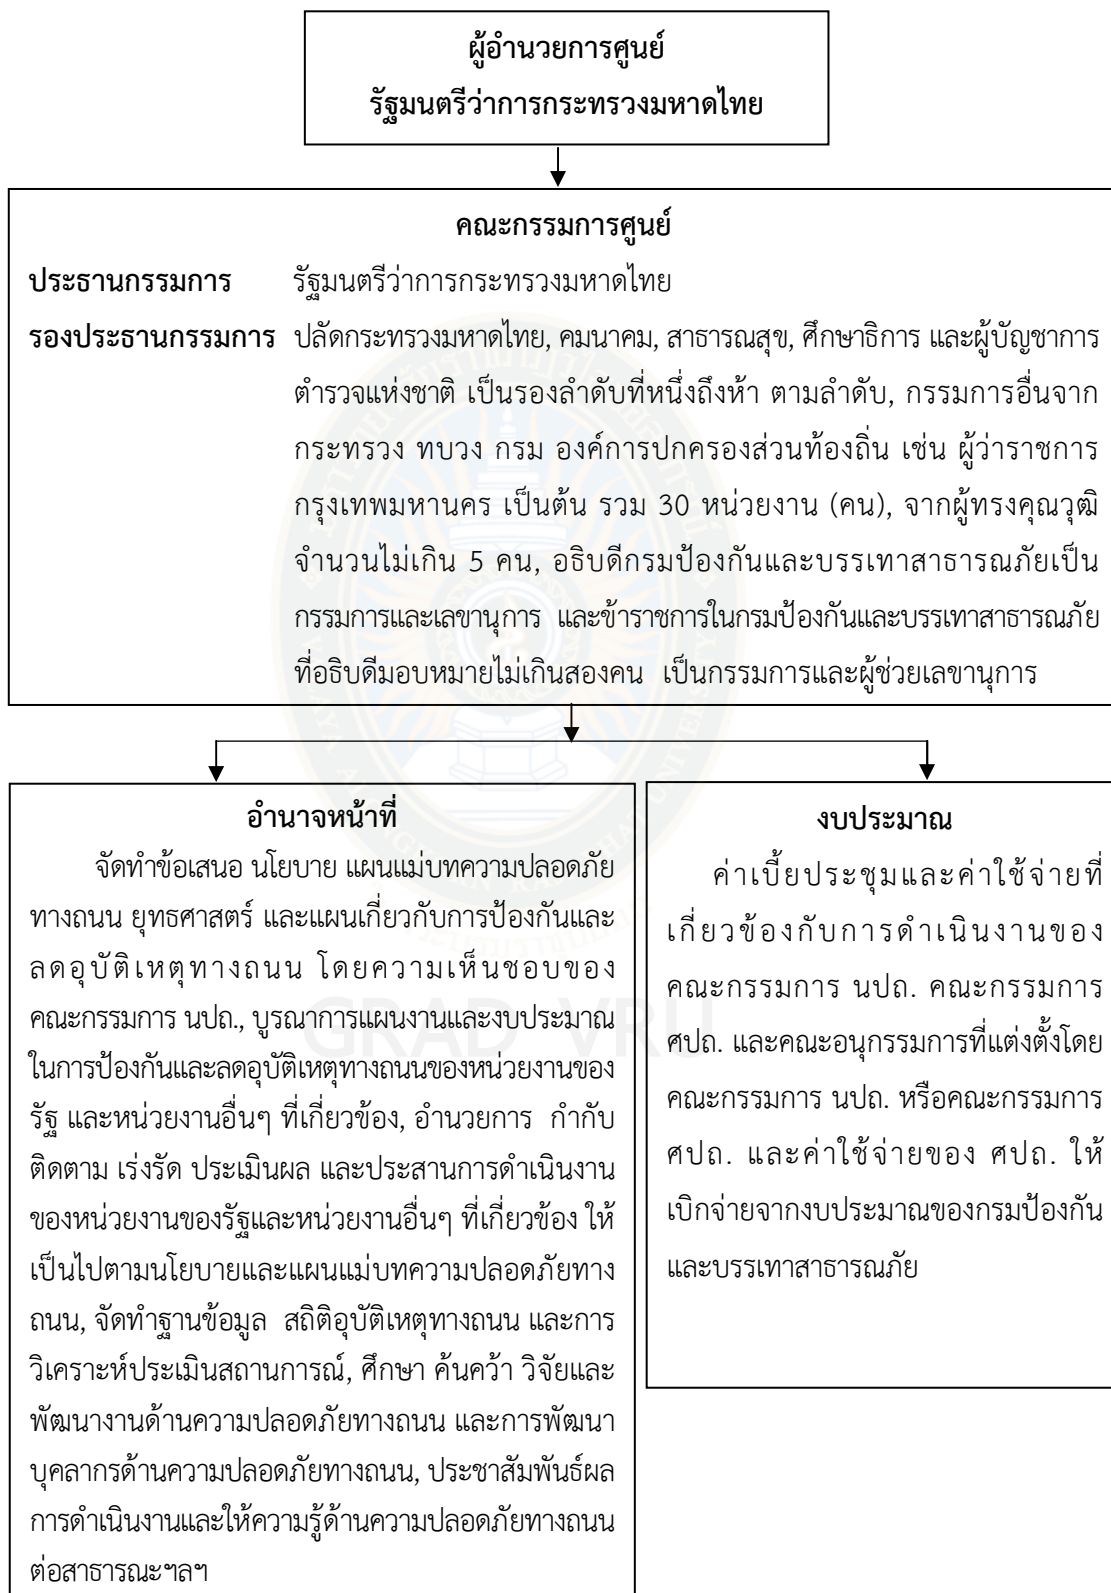 ผู้อำนวยการศูนย์
รัฐมนตรีว่าการกระทรวงมหาดไทย
คณะกรรมการศูนย์
ประธานกรรมการ รัฐมนตรีว่าการกระทรวงมหาดไทย
รองประธานกรรมการ ปลัดกระทรวงมหาดไทย, คมนาคม, สาธารณสุข, ศึกษาธิการ และผู้บัญชาการ
ตำรวจแห่งชาติ เป็นรองลำดับที่หนึ่งถึงห้า ตามลำดับ, กรรมการอื่นจาก
กระทรวง ทบวง กรม องค์การปกครองส่วนท้องถิ่น เช่น ผู้ว่าราชการ
กรุงเทพมหานคร เป็นต้น รวม 30 หน่วยงาน (คน), จากผู้ทรงคุณวุฒิ
จำนวนไม่เกิน 5 คน, อธิบดีกรมป้องกันและบรรเทาสาธารณภัยเป็น
กรรมการและเลขานุการ และข้าราชการในกรมป้องกันและบรรเทาสาธารณภัย
ที่อธิบดีมอบหมายไม่เกินสองคน เป็นกรรมการและผู้ช่วยเลขานุการ
อำนาจหน้าที่
จัดทำข้อเสนอ นโยบาย แผนแม่บทความปลอดภัย
ทางถนน ยุทธศาสตร์ และแผนเกี่ยวกับการป้องกันและ
ลดอุบัติเหตุทางถนน โดยความเห็นชอบของ
คณะกรรมการ นปถ., บูรณาการแผนงานและงบประมาณ
ในการป้องกันและลดอุบัติเหตุทางถนนของหน่วยงานของ
รัฐ และหน่วยงานอื่นๆ ที่เกี่ยวข้อง, อำนวยการ กำกับ
ติดตาม เร่งรัด ประเมินผล และประสานการดำเนินงาน
ของหน่วยงานของรัฐและหน่วยงานอื่นๆ ที่เกี่ยวข้อง ให้
เป็นไปตามนโยบายและแผนแม่บทความปลอดภัยทาง
ถนน, จัดทำฐานข้อมูล สถิติอุบัติเหตุทางถนน และการ
วิเคราะห์ประเมินสถานการณ์, ศึกษา ค้นคว้า วิจัยและ
พัฒนางานด้านความปลอดภัยทางถนน และการพัฒนา
บุคลากรด้านความปลอดภัยทางถนน, ประชาสัมพันธ์ผล
การดำเนินงานและให้ความรู้ด้านความปลอดภัยทางถนน
ต่อสาธารณะฯลฯ
งบประมาณ
ค่าเบี้ยประชุมและค่าใช้จ่ายที่
เกี่ยวข้องกับการดำเนินงานของ
คณะกรรมการ นปถ. คณะกรรมการ
ศปถ. และคณะอนุกรรมการที่แต่งตั้งโดย
คณะกรรมการ นปถ. หรือคณะกรรมการ
ศปถ. และค่าใช้จ่ายของ ศปถ. ให้
เบิกจ่ายจากงบประมาณของกรมป้องกัน
และบรรเทาสาธารณภัย
GRAD VRU